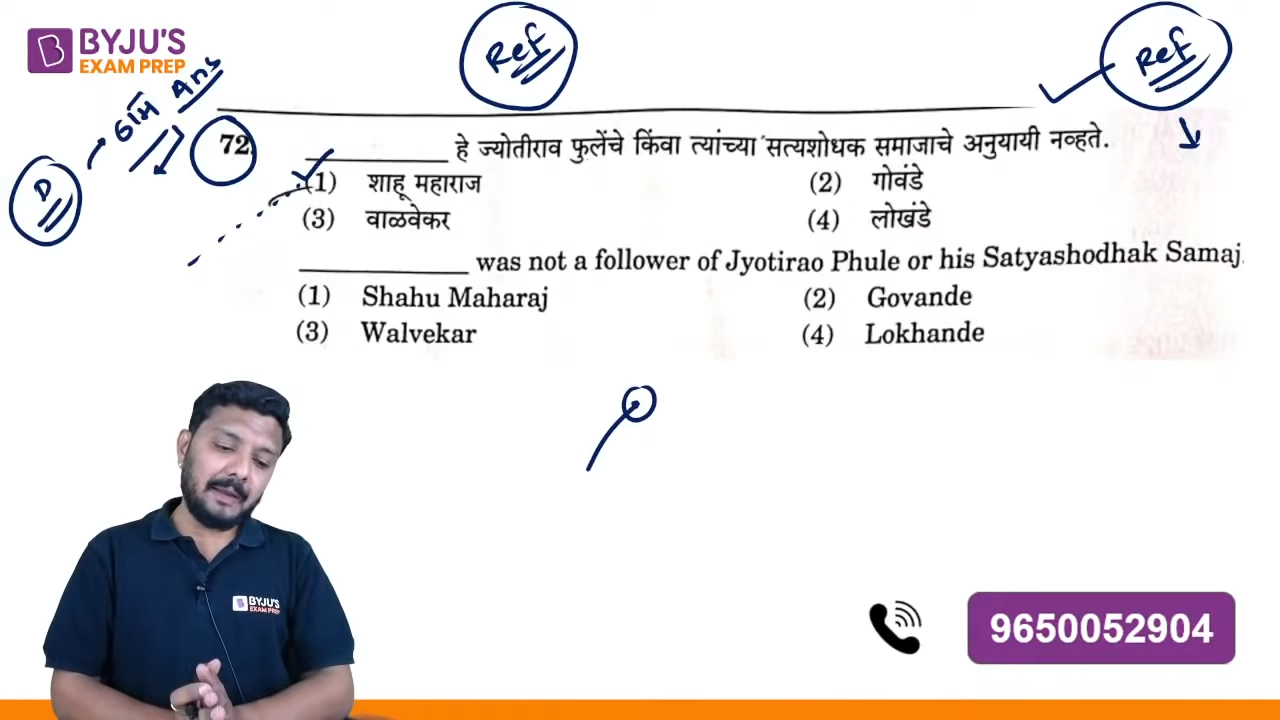 BYJU'S
EXAM PREP
Ref
Ref
D
Ans
72. ________ हे ज्योतीराव फुलेंचे किंवा त्यांच्या सत्यशोधक समाजाचे अनुयायी नव्हते.
(1) शाहू महाराज (2) गोवंडे
(3) वाळवेकर (4) लोखंडे
________ was not a follower of Jyotirao Phule or his Satyashodhak Samaj
(1) Shahu Maharaj (2) Govande
(3) Walvekar (4) Lokhande
BYJU'S
EXAM PREP
9650052904